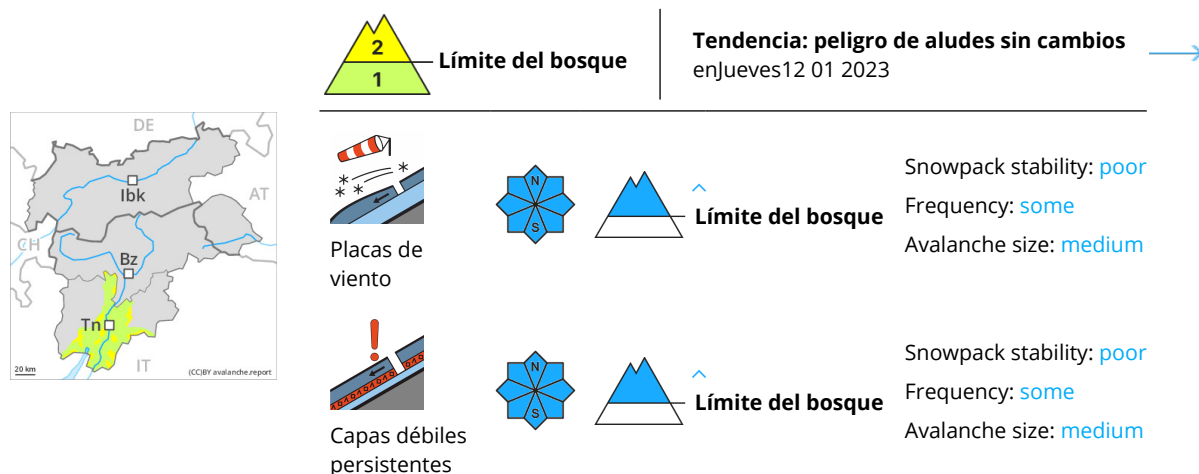 2
1
Límite del bosque
Tendencia: peligro de aludes sin cambios
enJueves12 01 2023
DE
Ibk
AT
CH
Bz
Tn
IT
20 km
(CC)BY avalanche.report
Placas de
viento
N
S
Límite del bosque
Snowpack stability: poor
Frequency: some
Avalanche size: medium
Capas débiles
persistentes
N
S
Límite del bosque
Snowpack stability: poor
Frequency: some
Avalanche size: medium